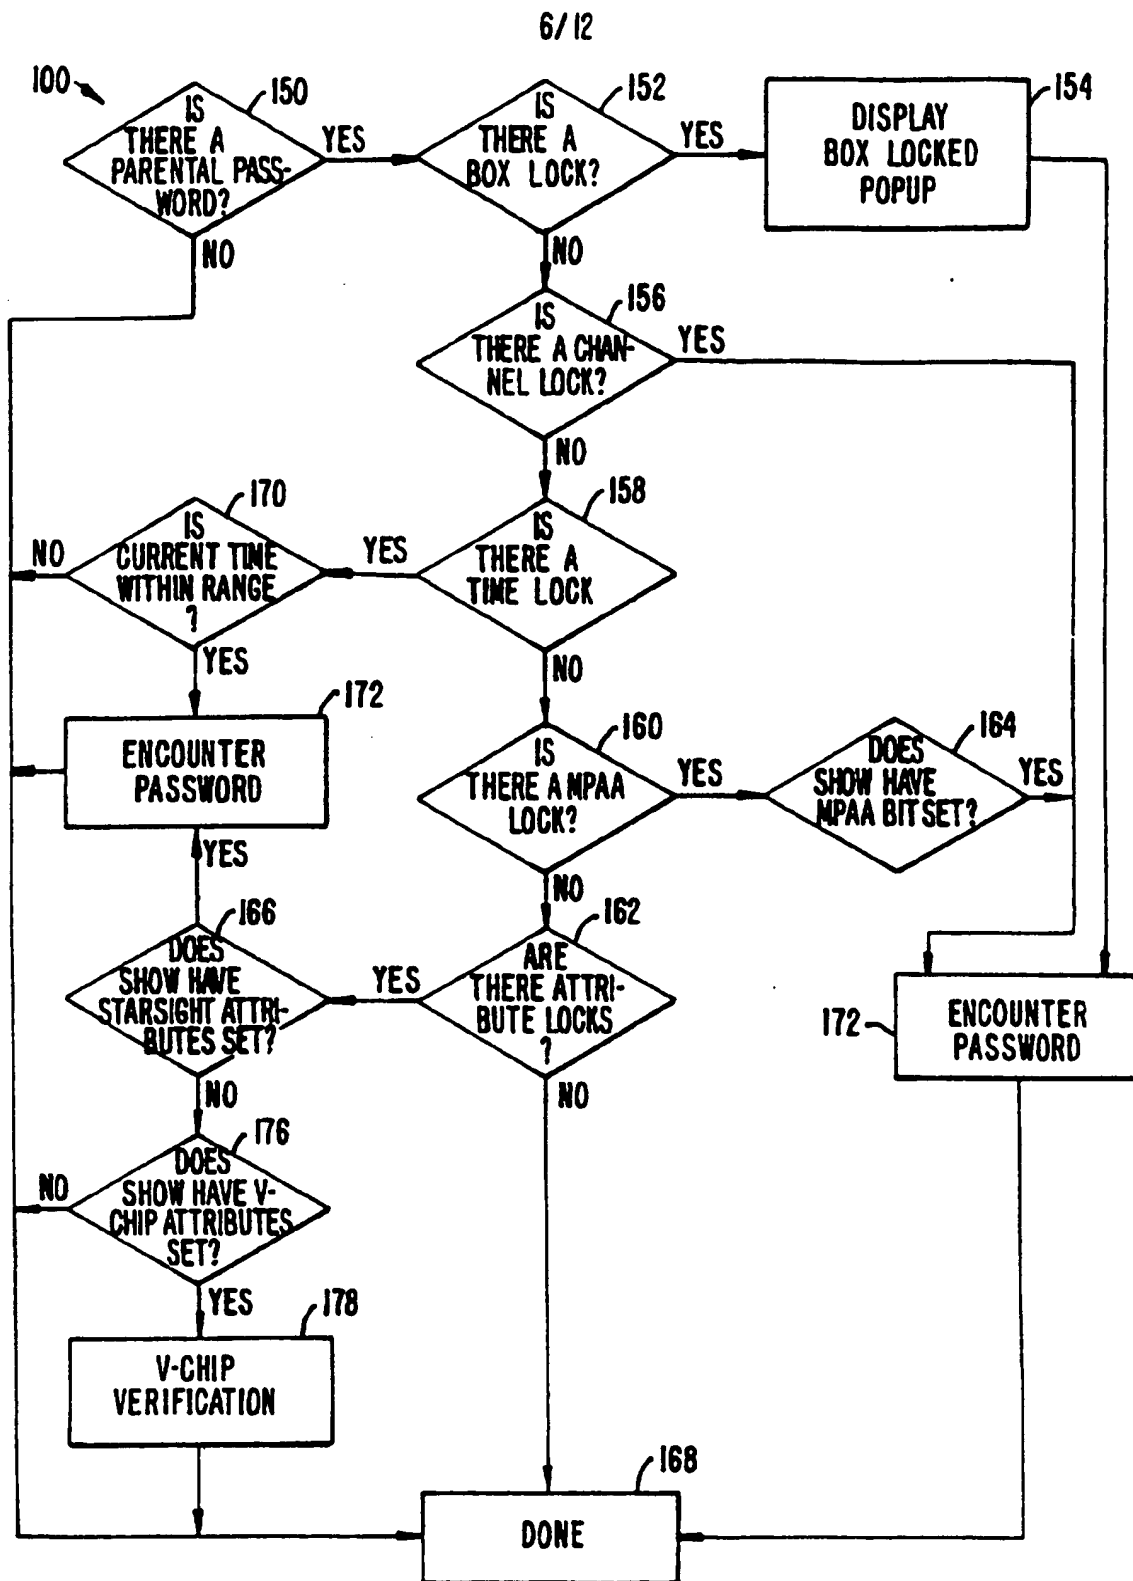 6/12
100
150
IS
THERE A
PARENTAL PASS-
WORD?
YES
NO
152
IS
THERE A
BOX LOCK?
YES
NO
154
DISPLAY
BOX LOCKED
POPUP
156
IS
THERE A CHAN-
NEL LOCK?
YES
NO
158
IS
THERE A
TIME LOCK
YES
NO
170
IS
CURRENT TIME
WITHIN RANGE
?
NO
YES
172
ENCOUNTER
PASSWORD
160
IS
THERE A MPAA
LOCK?
YES
NO
164
DOES
SHOW HAVE
MPAA BIT SET?
YES
YES
166
DOES
SHOW HAVE
STARSIGHT ATTRI-
BUTES SET?
NO
162
ARE
THERE ATTRI-
BUTE LOCKS
?
YES
NO
172
ENCOUNTER
PASSWORD
176
DOES
SHOW HAVE V-
CHIP ATTRIBUTES
SET?
NO
YES
178
V-CHIP
VERIFICATION
168
DONE